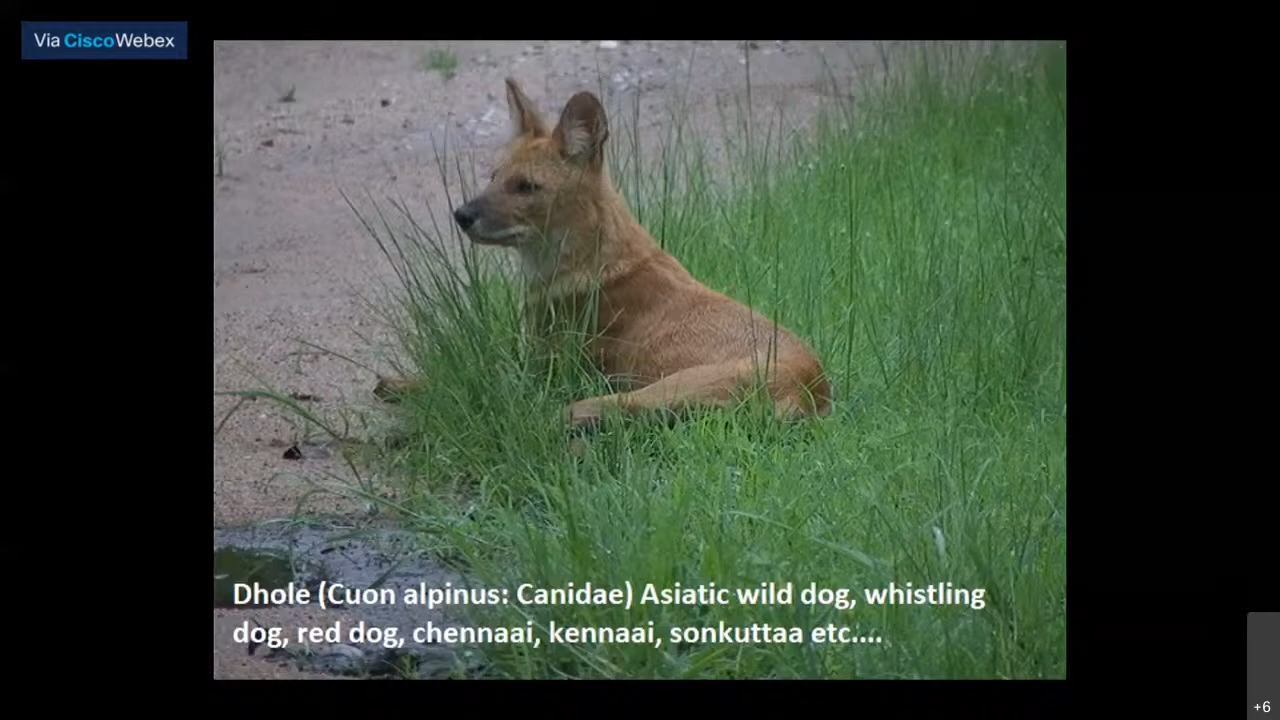 Via CiscoWebex
Dhole (Cuon alpinus: Canidae) Asiatic wild dog, whistling
dog, red dog, chennaai, kennaai, sonkuttaa etc....
+6